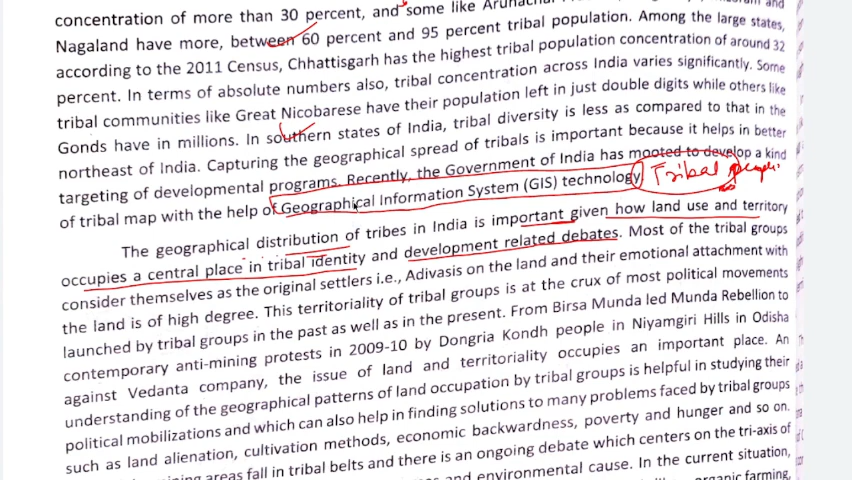 concentration of more than 30 percent, and some like
Nagaland have more, between 60 percent and 95 percent tribal population. Among the large states,
according to the 2011 Census, Chhattisgarh has the highest tribal population concentration of around 32
percent. In terms of absolute numbers also, tribal concentration across India varies significantly. Some
tribal communities like Great Nicobarese have their population left in just double digits while others like
Gonds have in millions. In southern states of India, tribal diversity is less as compared to that in the
northeast of India. Capturing the geographical spread of tribals is important because it helps in better
targeting of developmental programs. Recently, the Government of India has mooted to develop a kind
of tribal map with the help of Geographical Information System (GIS) technology Tribal people
The geographical distribution of tribes in India is important given how land use and territory
occupies a central place in tribal identity and development related debates. Most of the tribal groups
consider themselves as the original settlers i.e., Adivasis on the land and their emotional attachment with
the land is of high degree. This territoriality of tribal groups is at the crux of most political movements
launched by tribal groups in the past as well as in the present. From Birsa Munda led Munda Rebellion to
contemporary anti-mining protests in 2009-10 by Dongria Kondh people in Niyamgiri Hills in Odisha
against Vedanta company, the issue of land and territoriality occupies an important place. An
understanding of the geographical patterns of land occupation by tribal groups is helpful in studying their
political mobilizations and which can also help in finding solutions to many problems faced by tribal groups
such as land alienation, cultivation methods, economic backwardness, poverty and hunger and so on.
areas fall in tribal belts and there is an ongoing debate which centers on the tri-axis of
and environmental cause. In the current situation,
organic farming,